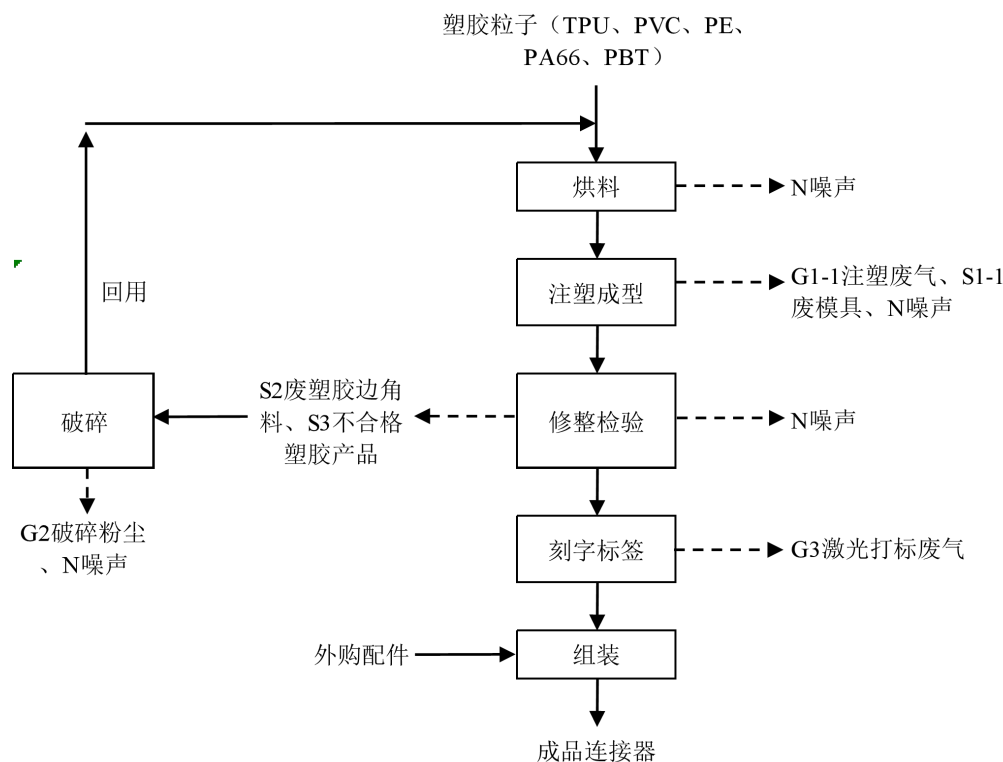 塑胶粒子（TPU、PVC、PE、
PA66、PBT）
烘料
N噪声
注塑成型
G1-1注塑废气、S1-1
废模具、N噪声
回用
破碎
S2废塑胶边角
料、S3不合格
塑胶产品
修整检验
N噪声
G2破碎粉尘
、N噪声
刻字标签
G3激光打标废气
外购配件
组装
成品连接器